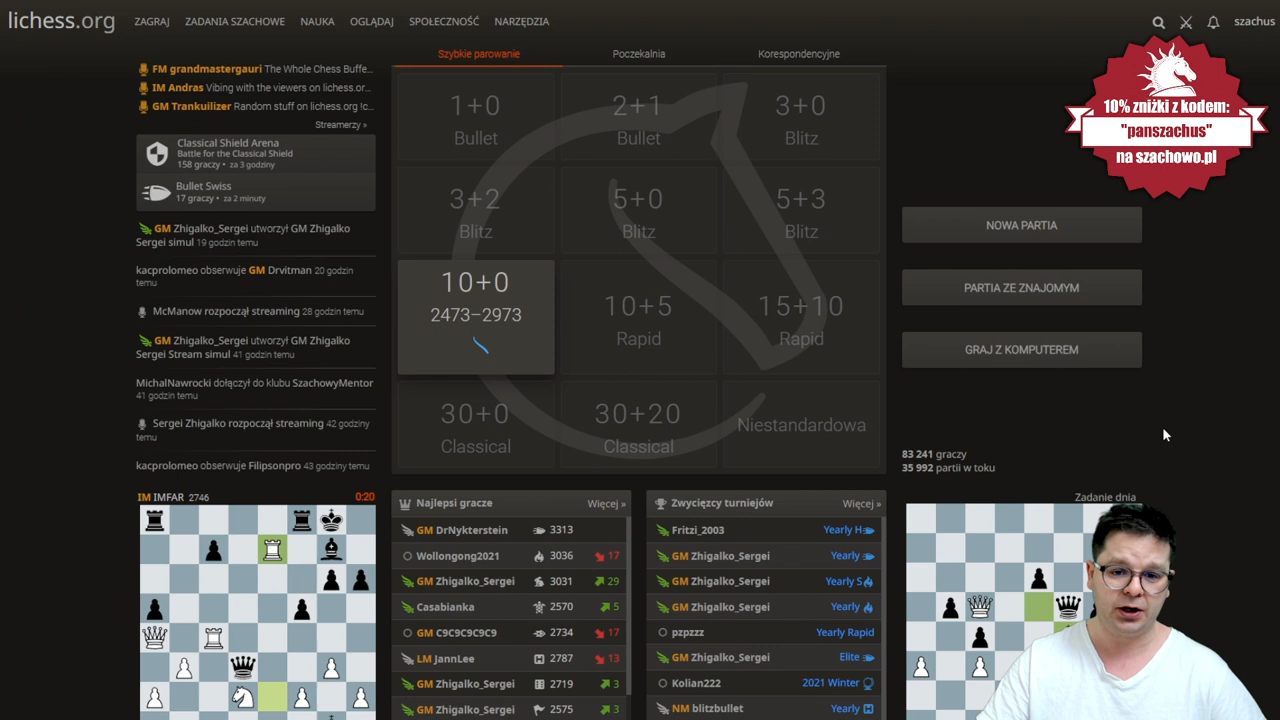 lichess.org
ZAGRAJ
ZADANIA SZACHOWE
NAUKA
OGLĄDAJ
SPOŁECZNOŚĆ
NARZĘDZIA
szachus
FM grandmastergauri The Whole Chess Buffe...
IM Andras Vibing with the viewers on lichess.or...
GM Trankuilizer Random stuff on lichess.org !c...
Streamerzy »
Classical Shield Arena
Battle for the Classical Shield
158 graczy • za 3 godziny
Bullet Swiss
17 graczy • za 2 minuty
GM Zhigalko_Sergei utworzył GM Zhigalko
Sergei simul 19 godzin temu
kacprolomeo obserwuje GM Drvitman 20 godzin
temu
McManow rozpoczął streaming 28 godzin temu
GM Zhigalko_Sergei utworzył GM Zhigalko
Sergei Stream simul 41 godzin temu
MichalNawrocki dołączył do klubu SzachowyMentor
41 godzin temu
Sergei Zhigalko rozpoczął streaming 42 godziny
temu
kacprolomeo obserwuje Filipsonpro 43 godziny temu
Szybkie parowanie
Poczekalnia
Korespondencyjne
1+0
Bullet
2+1
Bullet
3+0
Blitz
3+2
Blitz
5+0
Blitz
5+3
Blitz
10+0
2473–2973
10+5
Rapid
15+10
Rapid
30+0
Classical
30+20
Classical
Niestandardowa
10% zniżki z kodem:
"panszachus"
na szachowo.pl
NOWA PARTIA
PARTIA ZE ZNAJOMYM
GRAJ Z KOMPUTEREM
83 241 graczy
35 992 partii w toku
IM IMFAR 2746
0:20
Najlepsi gracze
Więcej »
GM DrNykterstein 3313
Wollongong2021 3036 17
GM Zhigalko_Sergei 3031 29
Casabianka 2570 5
GM C9C9C9C9C9 2734 17
LM JannLee 2787 13
GM Zhigalko_Sergei 2719 3
GM Zhigalko_Sergei 2575 3
Zwycięzcy turniejów
Więcej »
Fritzi_2003 Yearly H
GM Zhigalko_Sergei Yearly
GM Zhigalko_Sergei Yearly S
GM Zhigalko_Sergei Yearly
pzpzzz Yearly Rapid
GM Zhigalko_Sergei Elite
Kolian222 2021 Winter
NM blitzbullet Yearly
Zadanie dnia